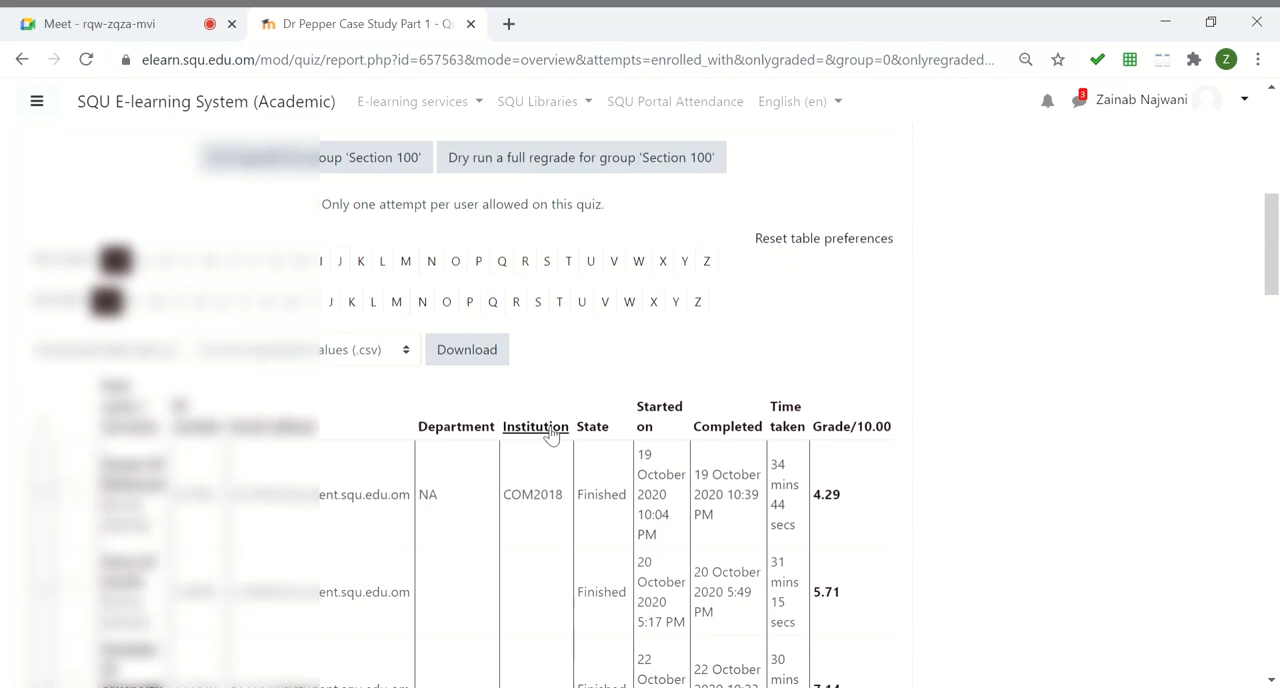 Meet - rqw-zqza-mvi
Dr Pepper Case Study Part 1 - Qu
elearn.squ.edu.om/mod/quiz/report.php?id=657563&mode=overview&attempts=enrolled_with&onlygraded=&group=0&onlyregraded...
Z
SQU E-learning System (Academic)
E-learning services
SQU Libraries
SQU Portal Attendance
English (en)
3
Zainab Najwani
oup 'Section 100'
Dry run a full regrade for group 'Section 100'
Only one attempt per user allowed on this quiz.
Reset table preferences
I J K L M N O P Q R S T U V W X Y Z
J K L M N O P Q R S T U V W X Y Z
alues (.csv)
Download
Department Institution State Started on Completed Time taken Grade/10.00
ent.squ.edu.om NA COM2018 Finished 19 October 2020 10:04 PM 19 October 2020 10:39 PM 34 mins 44 secs 4.29
ent.squ.edu.om Finished 20 October 2020 5:17 PM 20 October 2020 5:49 PM 31 mins 15 secs 5.71
22 October 22 October 30 mins